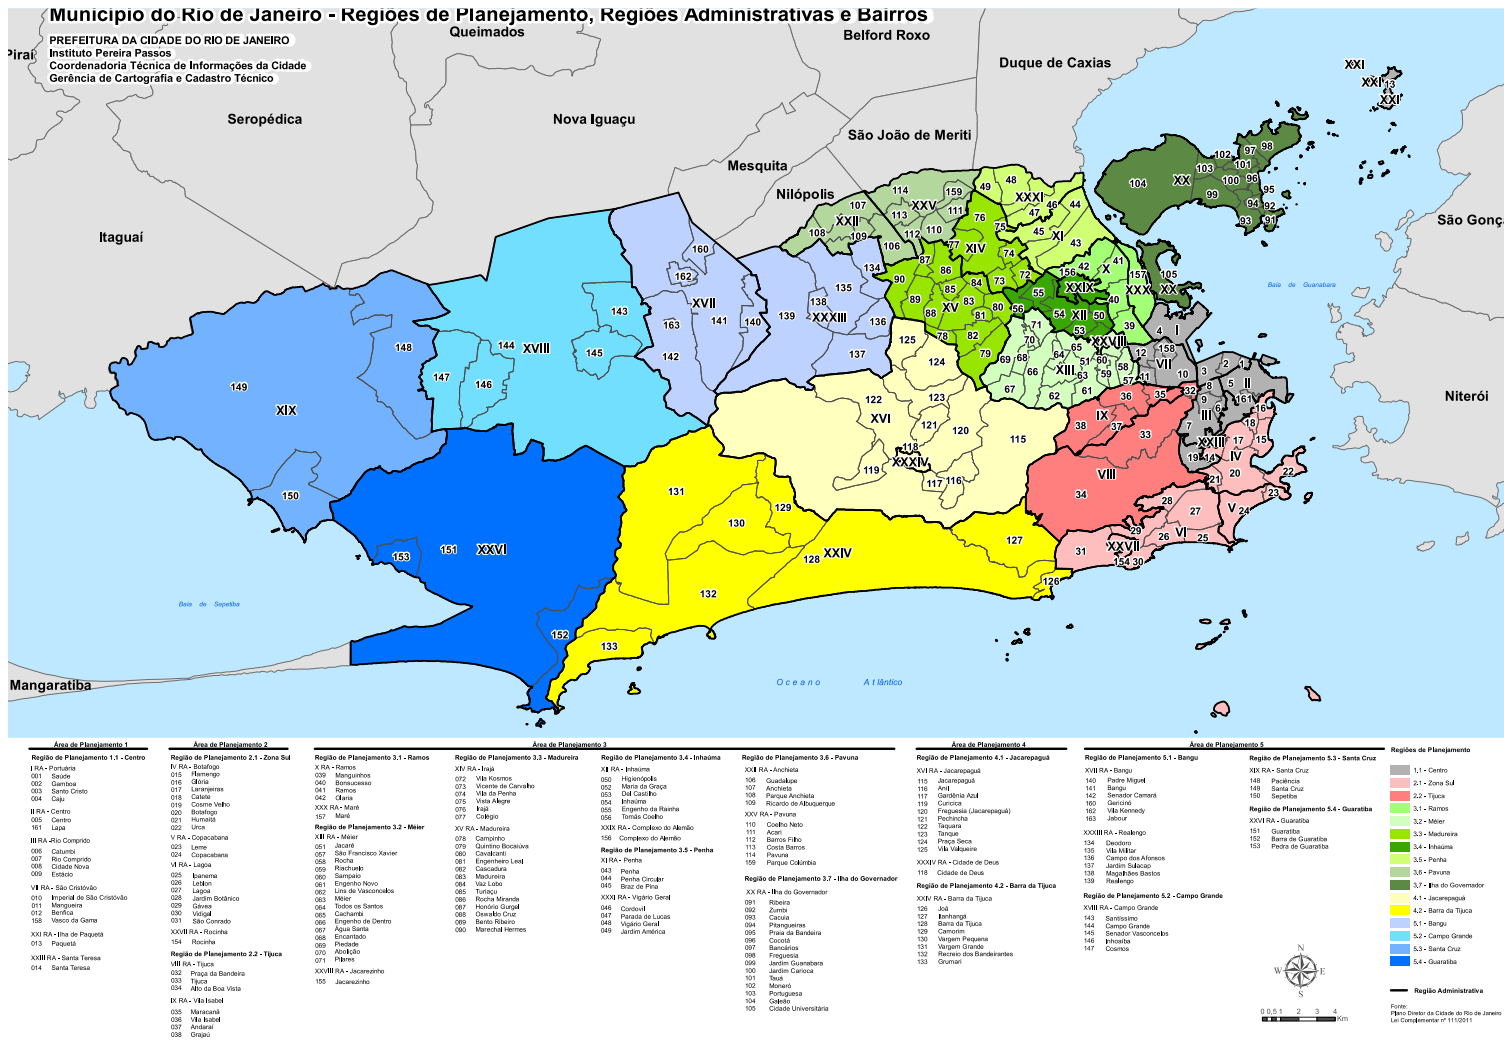 Município do Rio de Janeiro - Regiões de Planejamento, Regiões Administrativas e Bairros
PREFEITURA DA CIDADE DO RIO DE JANEIRO
Instituto Pereira Passos
Coordenadoria Técnica de Informações da Cidade
Gerência de Cartografia e Cadastro Técnico
Piraí
Queimados
Belford Roxo
Duque de Caxias
Seropédica
Nova Iguaçu
São João de Meriti
Mesquita
Nilópolis
Itaguaí
São Gonç
Niterói
Mangaratiba
Baía de Guanabara
Baía de Sepetiba
Oceano Atlântico
Área de Planejamento 1
Região de Planejamento 1.1 - Centro
I RA - Portuária
001 Saúde
002 Gamboa
003 Santo Cristo
004 Caju
II RA - Centro
005 Centro
161 Lapa
III RA -Rio Comprido
006 Catumbi
007 Rio Comprido
008 Cidade Nova
009 Estácio
VII RA - São Cristóvão
010 Imperial de São Cristóvão
011 Mangueira
012 Benfica
158 Vasco da Gama
XXI RA - Ilha de Paquetá
013 Paquetá
XXIII RA - Santa Teresa
014 Santa Teresa
Área de Planejamento 2
Região de Planejamento 2.1 - Zona Sul
IV RA - Botafogo
015 Flamengo
016 Glória
017 Laranjeiras
018 Catete
019 Cosme Velho
020 Botafogo
021 Humaitá
022 Urca
V RA - Copacabana
023 Leme
024 Copacabana
VI RA - Lagoa
025 Ipanema
026 Leblon
027 Lagoa
028 Jardim Botânico
029 Gávea
030 Vidigal
031 São Conrado
XXVII RA - Rocinha
154 Rocinha
Região de Planejamento 2.2 - Tijuca
VIII RA - Tijuca
032 Praça da Bandeira
033 Tijuca
034 Alto da Boa Vista
IX RA - Vila Isabel
035 Maracanã
036 Vila Isabel
037 Andaraí
038 Grajaú
Área de Planejamento 3
Região de Planejamento 3.1 - Ramos
X RA - Ramos
039 Manguinhos
040 Bonsucesso
041 Ramos
042 Olaria
XXX RA - Maré
157 Maré
Região de Planejamento 3.2 - Méier
XIII RA - Méier
051 Jacaré
057 São Francisco Xavier
058 Rocha
059 Riachuelo
060 Sampaio
061 Engenho Novo
062 Lins de Vasconcelos
063 Méier
064 Todos os Santos
065 Cachambi
066 Engenho de Dentro
067 Água Santa
068 Encantado
069 Piedade
070 Abolição
071 Pilares
XXVIII RA - Jacarezinho
155 Jacarezinho
Região de Planejamento 3.3 - Madureira
XIV RA - Irajá
072 Vila Kosmos
073 Vicente de Carvalho
074 Vila da Penha
075 Vista Alegre
076 Irajá
077 Colégio
XV RA - Madureira
078 Campinho
079 Quintino Bocaiúva
080 Cavalcanti
081 Engenheiro Leal
082 Cascadura
083 Madureira
084 Vaz Lobo
085 Turiaçu
086 Rocha Miranda
087 Honório Gurgel
088 Oswaldo Cruz
089 Bento Ribeiro
090 Marechal Hermes
Região de Planejamento 3.4 - Inhaúma
XII RA - Inhaúma
050 Higienópolis
052 Maria da Graça
053 Del Castilho
054 Inhaúma
055 Engenho da Rainha
056 Tomás Coelho
XXIX RA - Complexo do Alemão
156 Complexo do Alemão
Região de Planejamento 3.5 - Penha
XI RA - Penha
043 Penha
044 Penha Circular
045 Braz de Pina
XXXI RA - Vigário Geral
046 Cordovil
047 Parada de Lucas
048 Vigário Geral
049 Jardim América
Região de Planejamento 3.6 - Pavuna
XXII RA - Anchieta
106 Guadalupe
107 Anchieta
108 Parque Anchieta
109 Ricardo de Albuquerque
XXV RA - Pavuna
110 Coelho Neto
111 Acari
112 Barros Filho
113 Costa Barros
114 Pavuna
159 Parque Colúmbia
Região de Planejamento 3.7 - Ilha do Governador
XX RA - Ilha do Governador
091 Ribeira
092 Zumbi
093 Cacuia
094 Pitangueiras
095 Praia da Bandeira
096 Cocotá
097 Bancários
098 Freguesia
099 Jardim Guanabara
100 Jardim Carioca
101 Tauá
102 Moneró
103 Portuguesa
104 Galeão
105 Cidade Universitária
Área de Planejamento 4
Região de Planejamento 4.1 - Jacarepaguá
XVI RA - Jacarepaguá
115 Jacarepaguá
116 Anil
117 Gardênia Azul
119 Curicica
120 Freguesia (Jacarepaguá)
121 Pechincha
122 Taquara
123 Tanque
124 Praça Seca
125 Vila Valqueire
XXXIV RA - Cidade de Deus
118 Cidade de Deus
Região de Planejamento 4.2 - Barra da Tijuca
XXIV RA - Barra da Tijuca
126 Joá
127 Itanhangá
128 Barra da Tijuca
129 Camorim
130 Vargem Pequena
131 Vargem Grande
132 Recreio dos Bandeirantes
133 Grumari
Área de Planejamento 5
Região de Planejamento 5.1 - Bangu
XVII RA - Bangu
140 Padre Miguel
141 Bangu
142 Senador Camará
160 Gericinó
162 Vila Kennedy
163 Jabour
XXXIII RA - Realengo
134 Deodoro
135 Vila Militar
136 Campo dos Afonsos
137 Jardim Sulacap
138 Magalhães Bastos
139 Realengo
Região de Planejamento 5.2 - Campo Grande
XVIII RA - Campo Grande
143 Santíssimo
144 Campo Grande
145 Senador Vasconcelos
146 Inhoaíba
147 Cosmos
Região de Planejamento 5.3 - Santa Cruz
XIX RA - Santa Cruz
148 Paciência
149 Santa Cruz
150 Sepetiba
Região de Planejamento 5.4 - Guaratiba
XXVI RA - Guaratiba
151 Guaratiba
152 Barra de Guaratiba
153 Pedra de Guaratiba
Regiões de Planejamento
1.1 - Centro
2.1 - Zona Sul
2.2 - Tijuca
3.1 - Ramos
3.2 - Méier
3.3 - Madureira
3.4 - Inhaúma
3.5 - Penha
3.6 - Pavuna
3.7 - Ilha do Governador
4.1 - Jacarepaguá
4.2 - Barra da Tijuca
5.1 - Bangu
5.2 - Campo Grande
5.3 - Santa Cruz
5.4 - Guaratiba
Região Administrativa
Fonte:
Plano Diretor da Cidade do Rio de Janeiro
Lei Complementar nº 111/2011
N
W E
S
0 0,5 1 2 3 4
Km